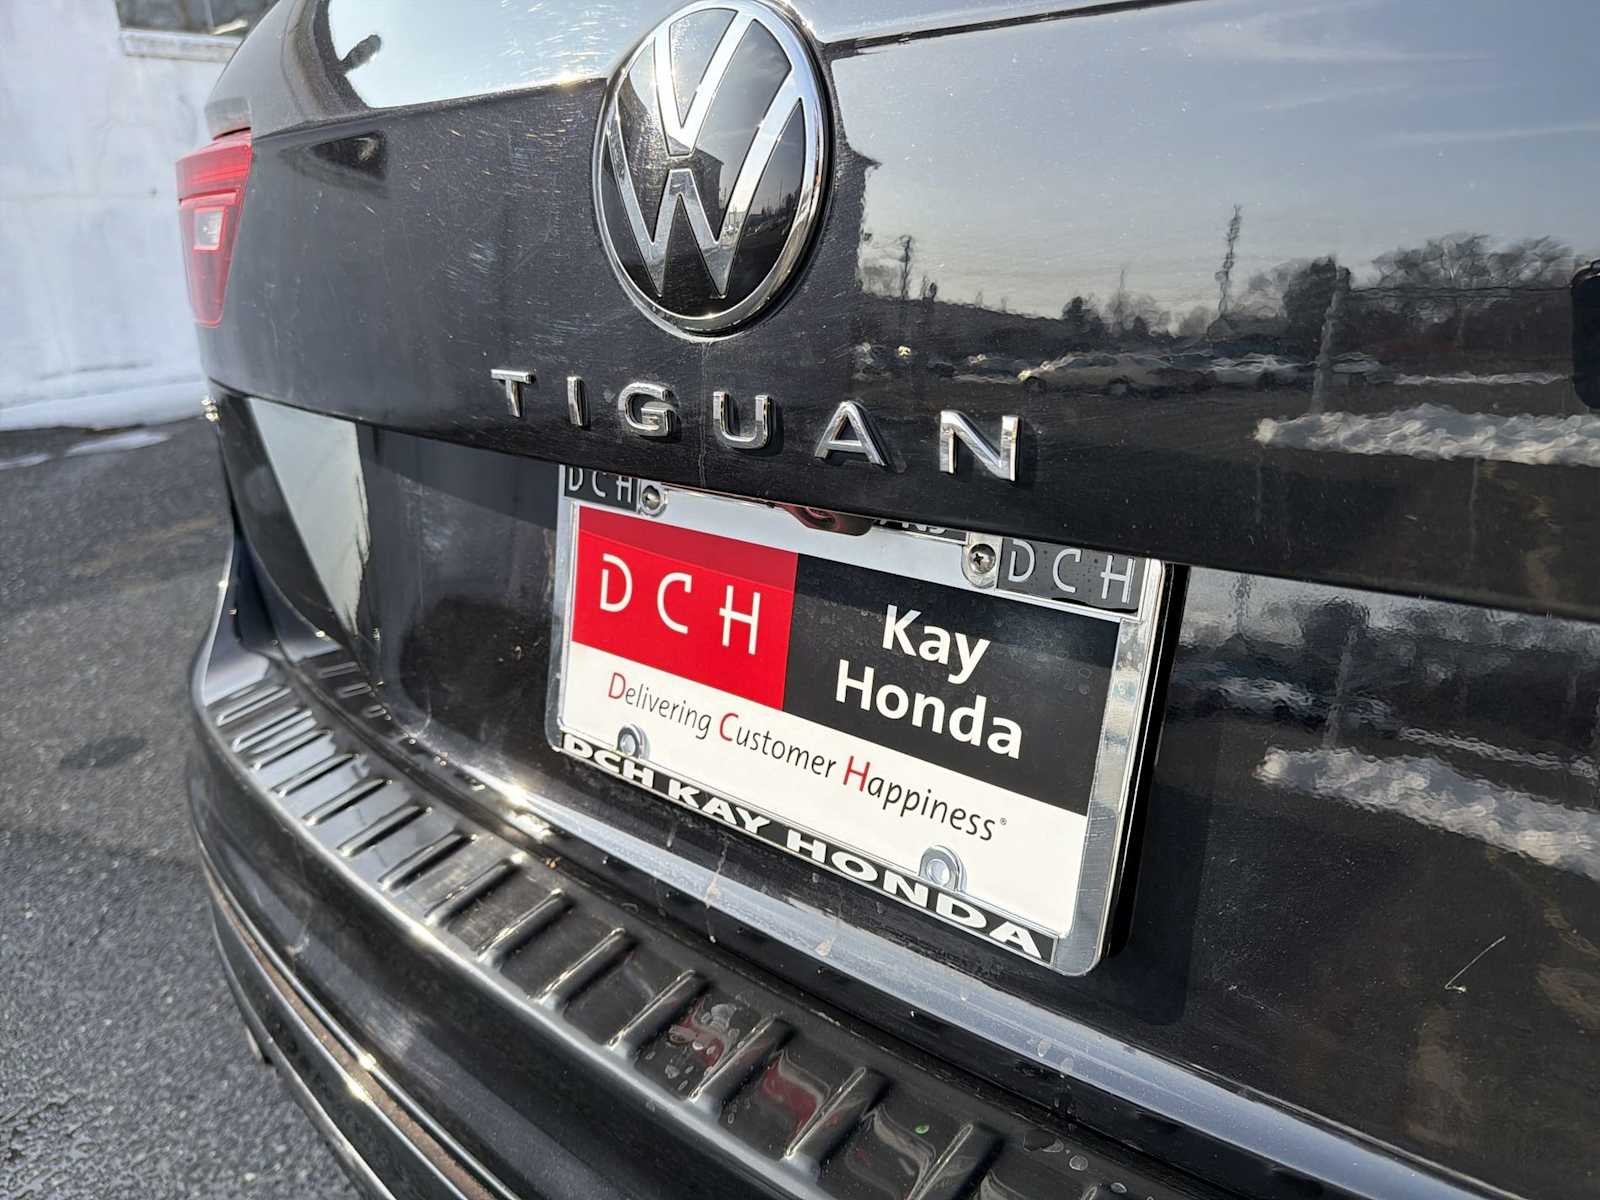 TIGUAN
DCH
DCH
DCH
Kay
Honda
Delivering Customer Happiness®
DCH KAY HONDA